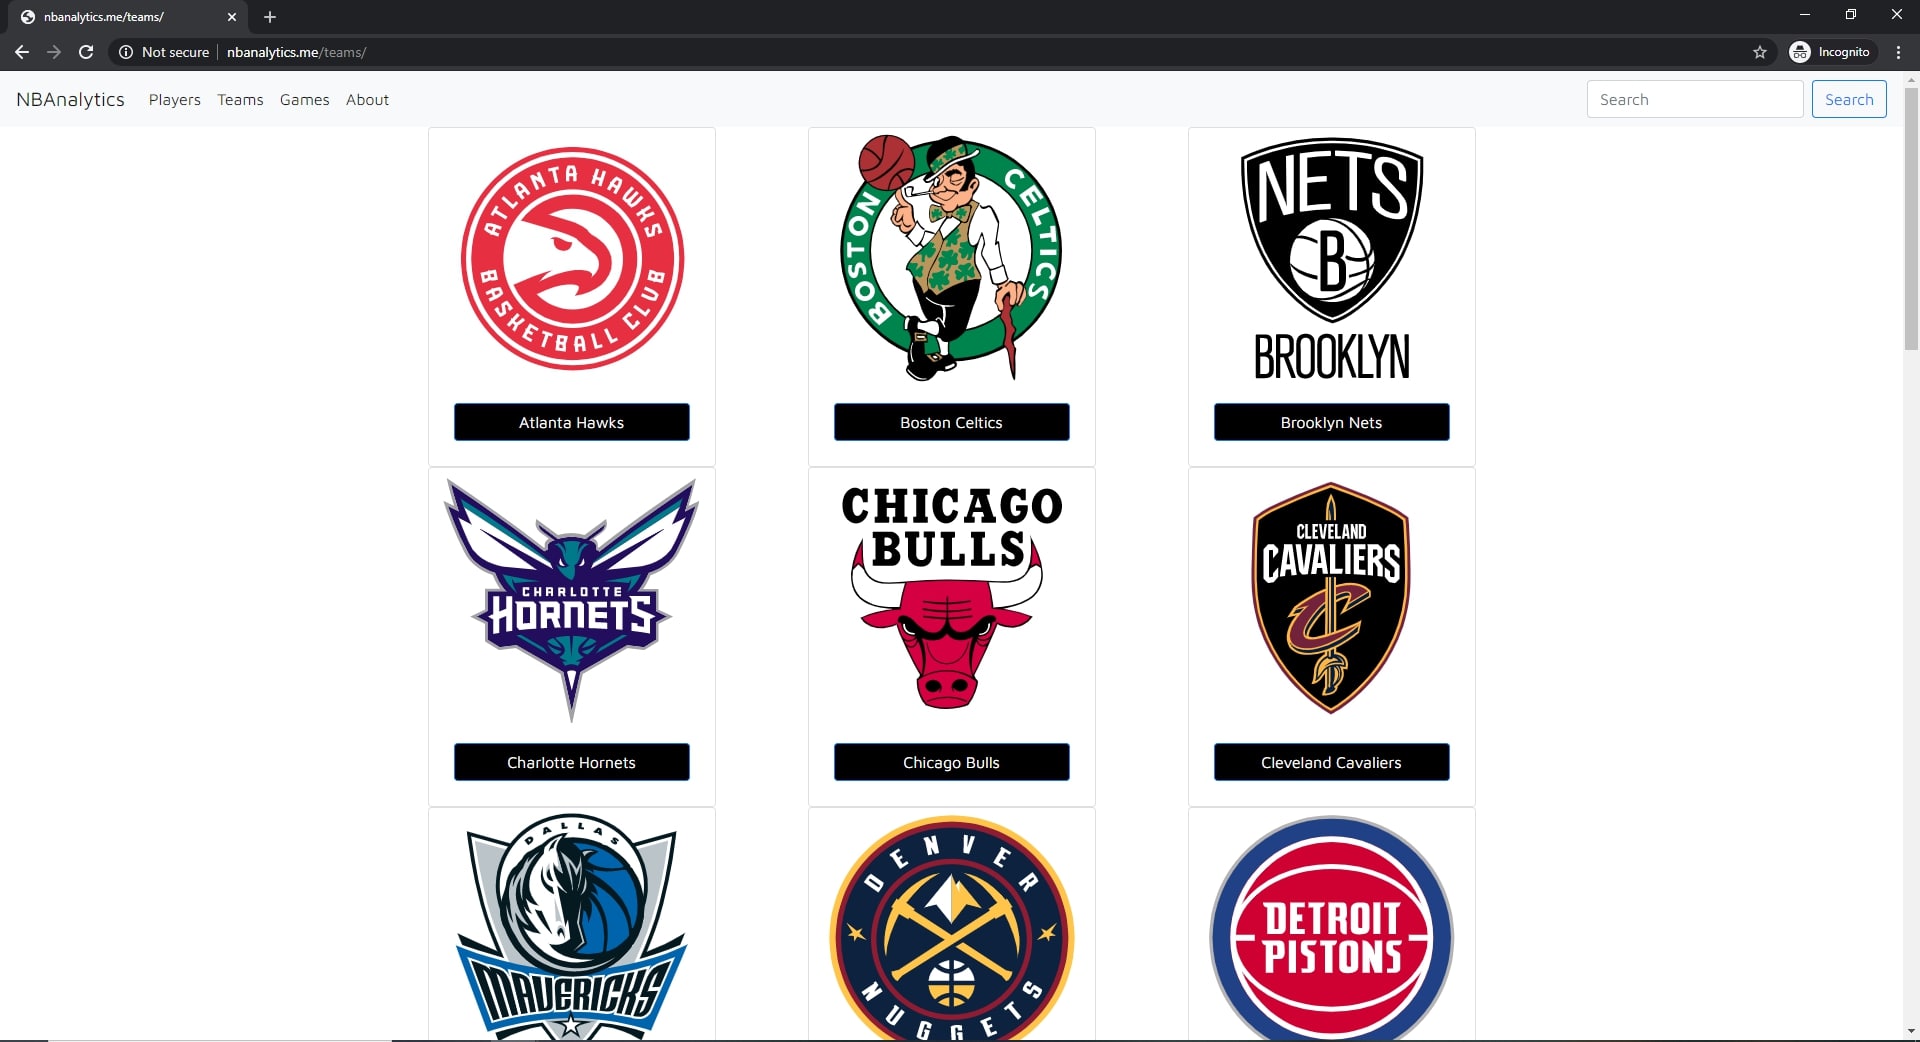 nbanalytics.me/teams/
Not secure nbanalytics.me/teams/ Incognito
NBAnalytics Players Teams Games About Search Search
ATLANTA HAWKS
BASKETBALL CLUB
BOSTON CELTICS
NETS
B
BROOKLYN
Atlanta Hawks Boston Celtics Brooklyn Nets
CHARLOTTE
HORNETS
CHICAGO
BULLS
CLEVELAND
CAVALIERS
C
Charlotte Hornets Chicago Bulls Cleveland Cavaliers
DALLAS
MAVERICKS
DENVER
NUGGETS
DETROIT
PISTONS